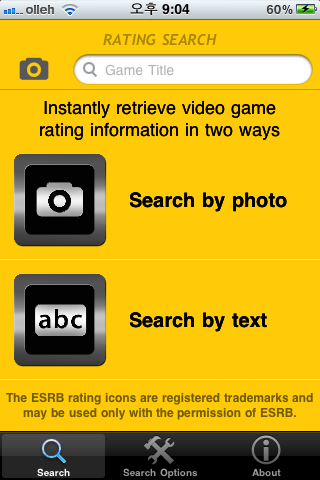 olleh 오후 9:04 60%
RATING SEARCH
Game Title
Instantly retrieve video game
rating information in two ways
Search by photo
abc
Search by text
The ESRB rating icons are registered trademarks and
may be used only with the permission of ESRB.
Search Search Options About